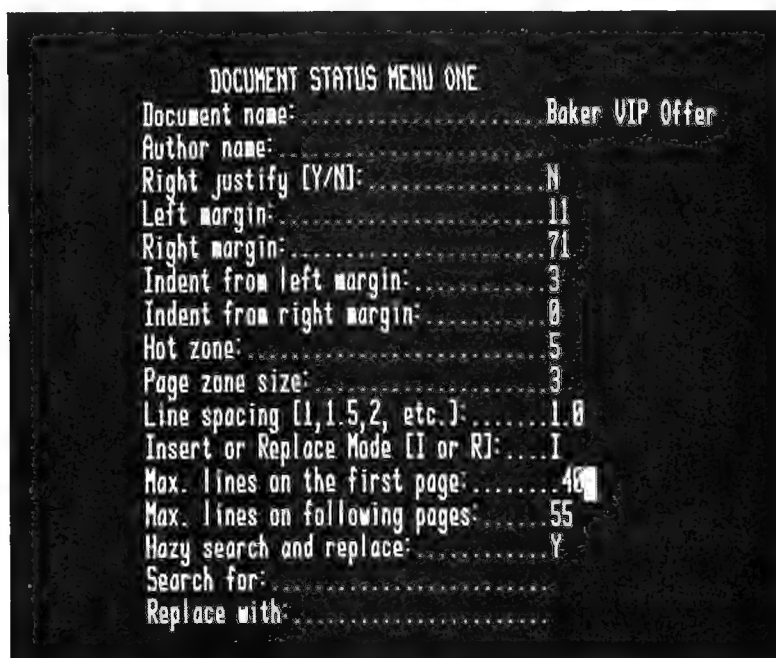 DOCUMENT STATUS MENU ONE
Document name:........................Baker VIP Offer
Author name:..........................
Right justify [Y/N]:................N
Left margin:..........................11
Right margin:.........................71
Indent from left margin:............3
Indent from right margin:...........0
Hot zone:.............................5
Page zone size:.......................3
Line spacing [1,1.5,2, etc.]:.......1.0
Insert or Replace Mode [I or R]:....I
Max. lines on the first page:........40
Max. lines on following pages:......55
Hazy search and replace:............Y
Search for:...........................
Replace with:.........................